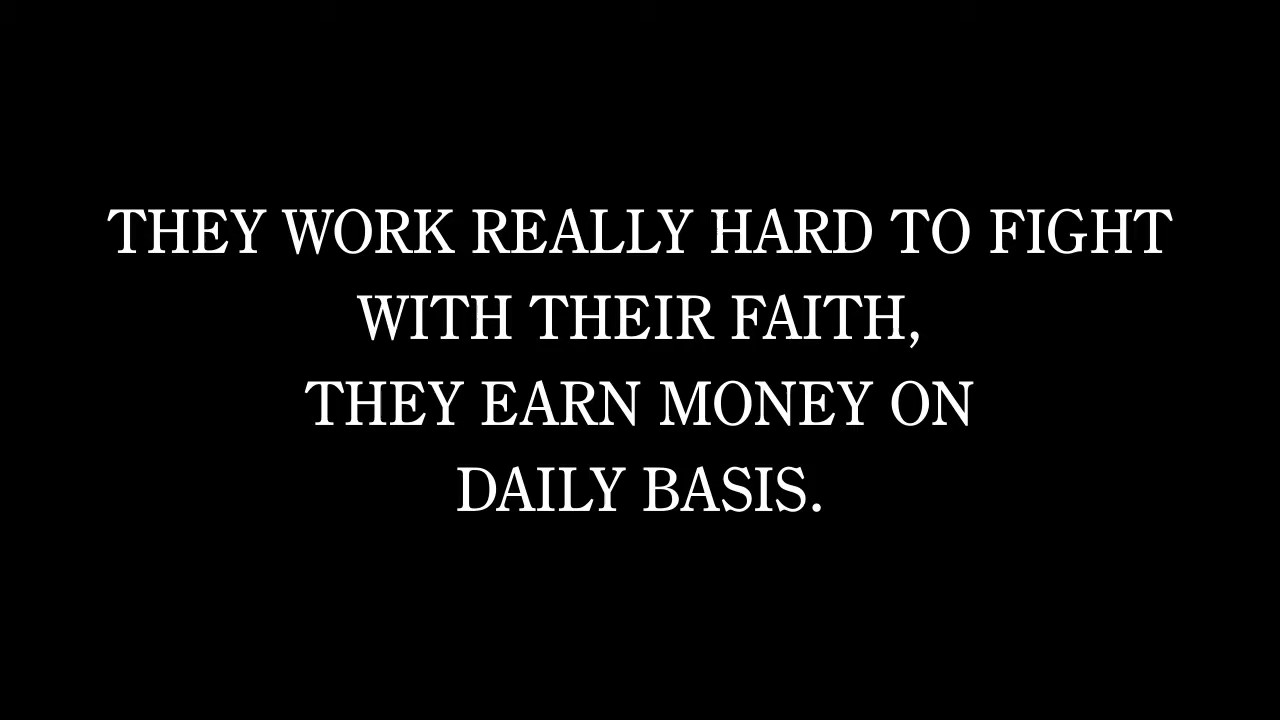 THEY WORK REALLY HARD TO FIGHT
WITH THEIR FAITH,
THEY EARN MONEY ON
DAILY BASIS.